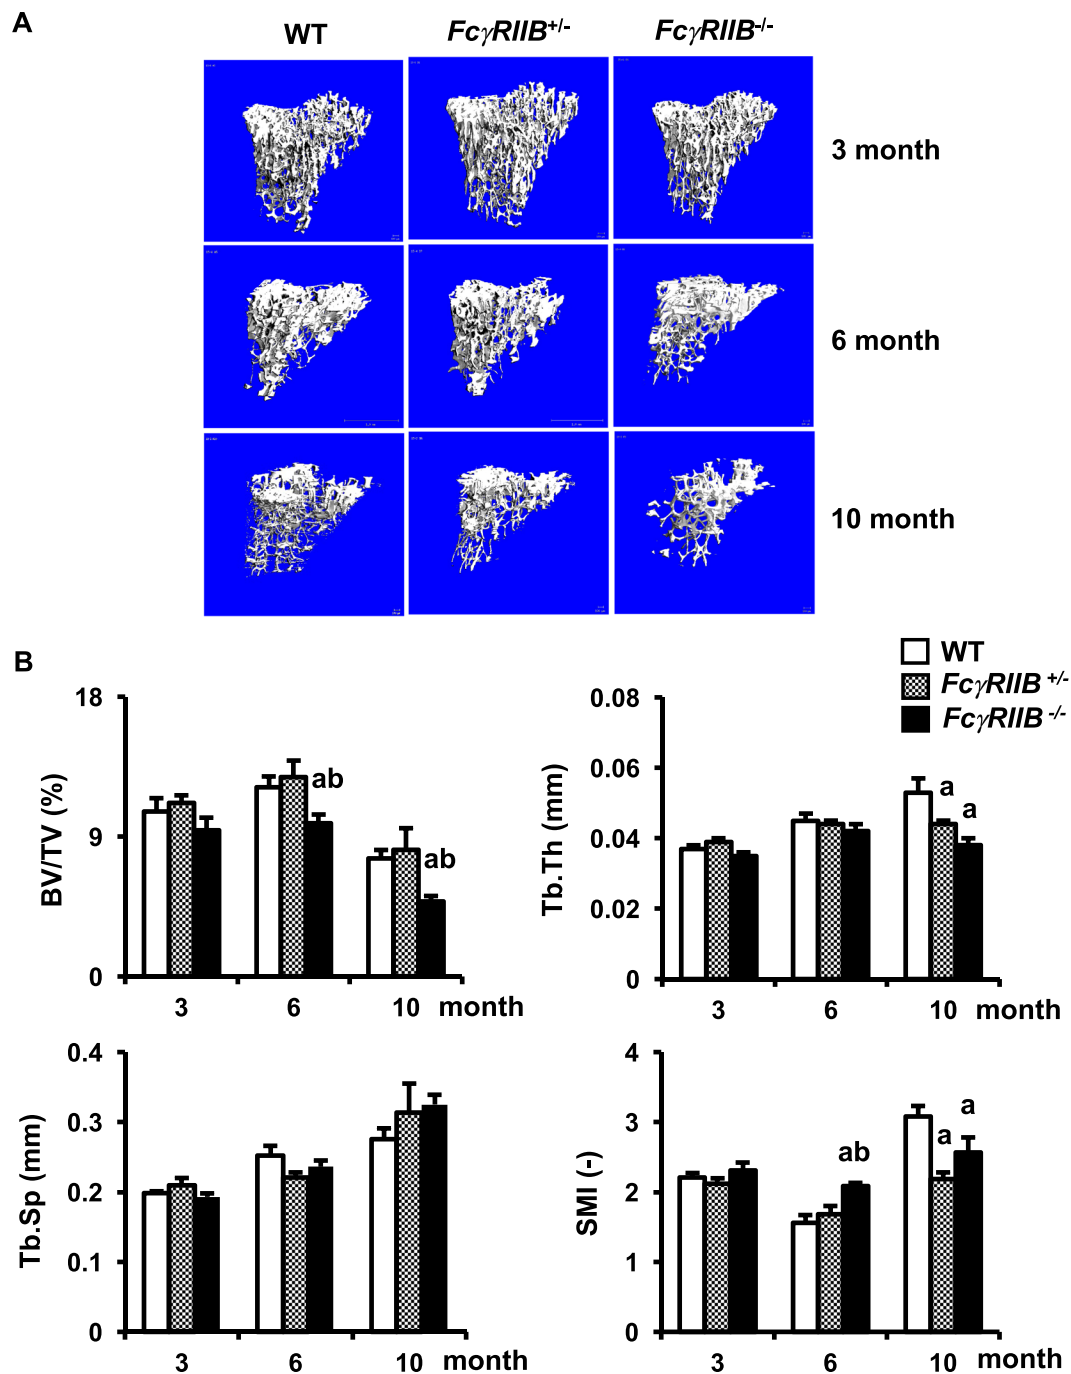 A
WT
FcγRIIB+/-
FcγRIIB-/-
3 month
6 month
10 month
B
WT
FcγRIIB +/-
FcγRIIB -/-
18
9
0
BV/TV (%)
ab
ab
3 6 10 month
0.08
0.06
0.04
0.02
0
Tb.Th (mm)
a
a
3 6 10 month
0.4
0.3
0.2
0.1
0
Tb.Sp (mm)
3 6 10 month
4
3
2
1
0
SMI (-)
ab
a
a
3 6 10 month